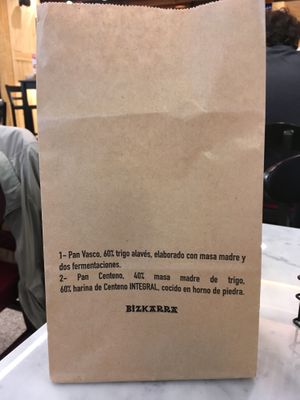 1- Pan Vasco, 60% trigo alavés, elaborado con masa madre y
dos fermentaciones.
2- Pan Centeno, 40% masa madre de trigo,
60% harina de Centeno INTEGRAL, cocido en horno de piedra.
BIZKARRA